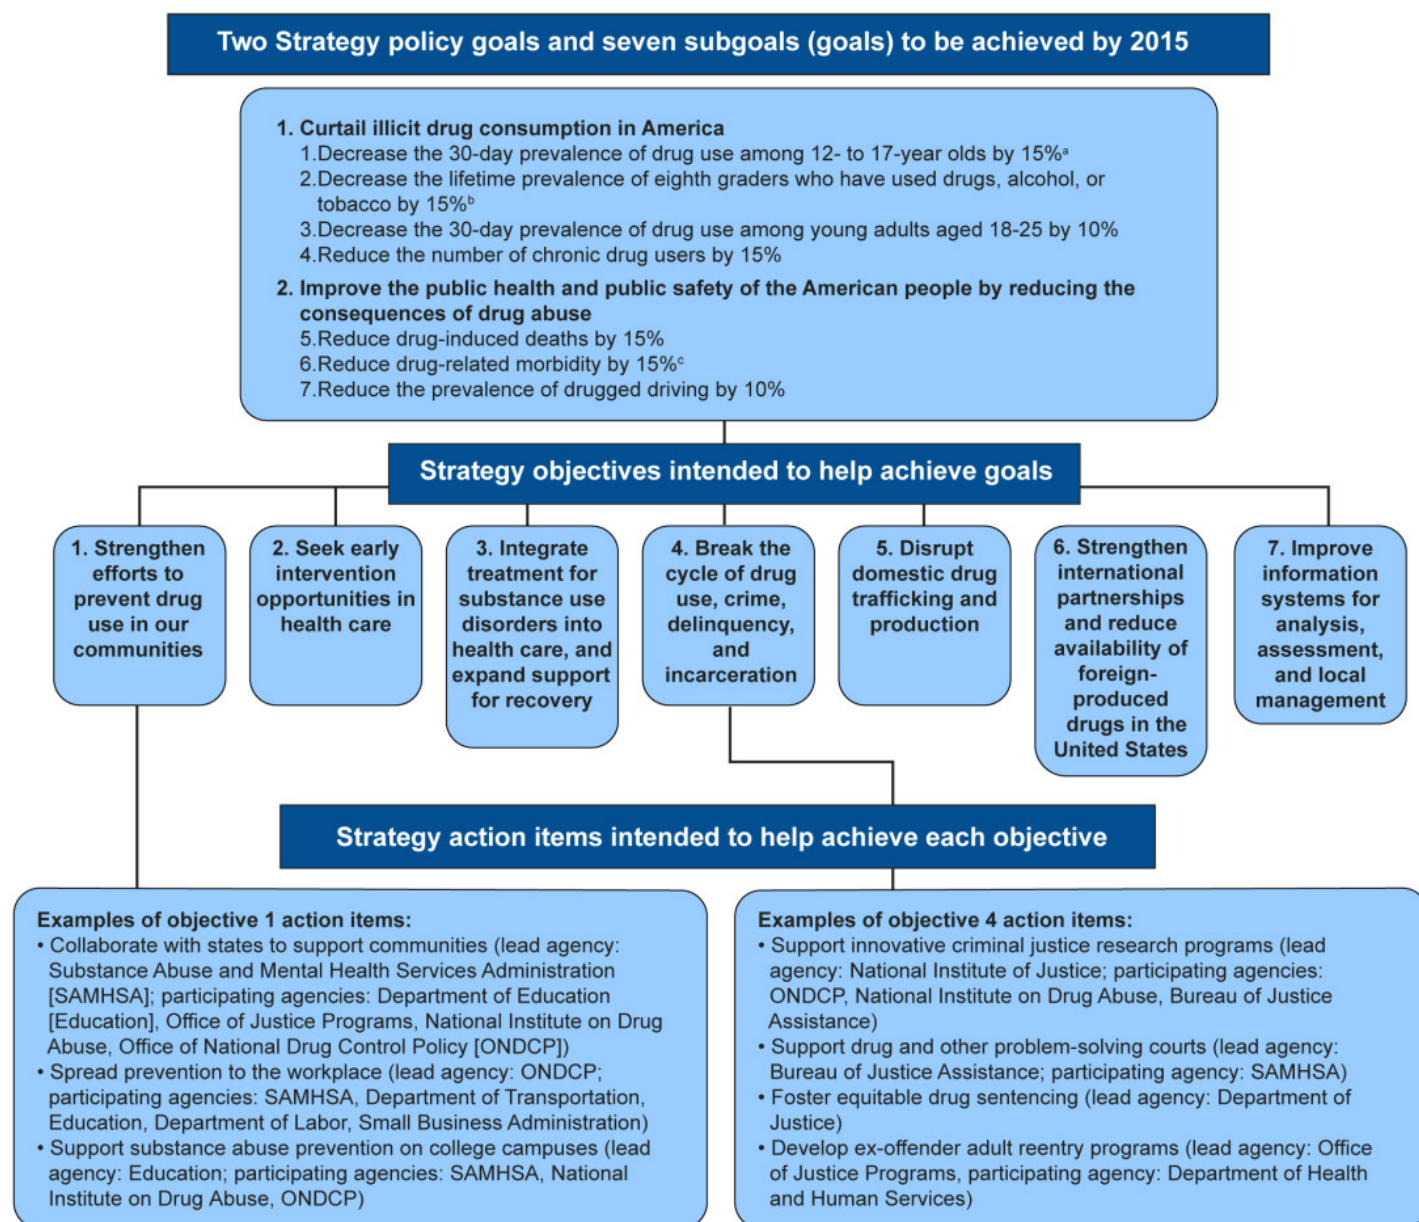 Two Strategy policy goals and seven subgoals (goals) to be achieved by 2015
1. Curtail illicit drug consumption in America
1.Decrease the 30-day prevalence of drug use among 12- to 17-year olds by 15%ᵃ
2.Decrease the lifetime prevalence of eighth graders who have used drugs, alcohol, or
tobacco by 15%ᵇ
3.Decrease the 30-day prevalence of drug use among young adults aged 18-25 by 10%
4.Reduce the number of chronic drug users by 15%
2. Improve the public health and public safety of the American people by reducing the
consequences of drug abuse
5.Reduce drug-induced deaths by 15%
6.Reduce drug-related morbidity by 15%ᶜ
7.Reduce the prevalence of drugged driving by 10%
Strategy objectives intended to help achieve goals
1. Strengthen
efforts to
prevent drug
use in our
communities
2. Seek early
intervention
opportunities in
health care
3. Integrate
treatment for
substance use
disorders into
health care, and
expand support
for recovery
4. Break the
cycle of drug
use, crime,
delinquency,
and
incarceration
5. Disrupt
domestic drug
trafficking and
production
6. Strengthen
international
partnerships
and reduce
availability of
foreign-
produced
drugs in the
United States
7. Improve
information
systems for
analysis,
assessment,
and local
management
Strategy action items intended to help achieve each objective
Examples of objective 1 action items:
• Collaborate with states to support communities (lead agency:
Substance Abuse and Mental Health Services Administration
[SAMHSA]; participating agencies: Department of Education
[Education], Office of Justice Programs, National Institute on Drug
Abuse, Office of National Drug Control Policy [ONDCP])
• Spread prevention to the workplace (lead agency: ONDCP;
participating agencies: SAMHSA, Department of Transportation,
Education, Department of Labor, Small Business Administration)
• Support substance abuse prevention on college campuses (lead
agency: Education; participating agencies: SAMHSA, National
Institute on Drug Abuse, ONDCP)
Examples of objective 4 action items:
• Support innovative criminal justice research programs (lead
agency: National Institute of Justice; participating agencies:
ONDCP, National Institute on Drug Abuse, Bureau of Justice
Assistance)
• Support drug and other problem-solving courts (lead agency:
Bureau of Justice Assistance; participating agency: SAMHSA)
• Foster equitable drug sentencing (lead agency: Department of
Justice)
• Develop ex-offender adult reentry programs (lead agency: Office
of Justice Programs, participating agency: Department of Health
and Human Services)